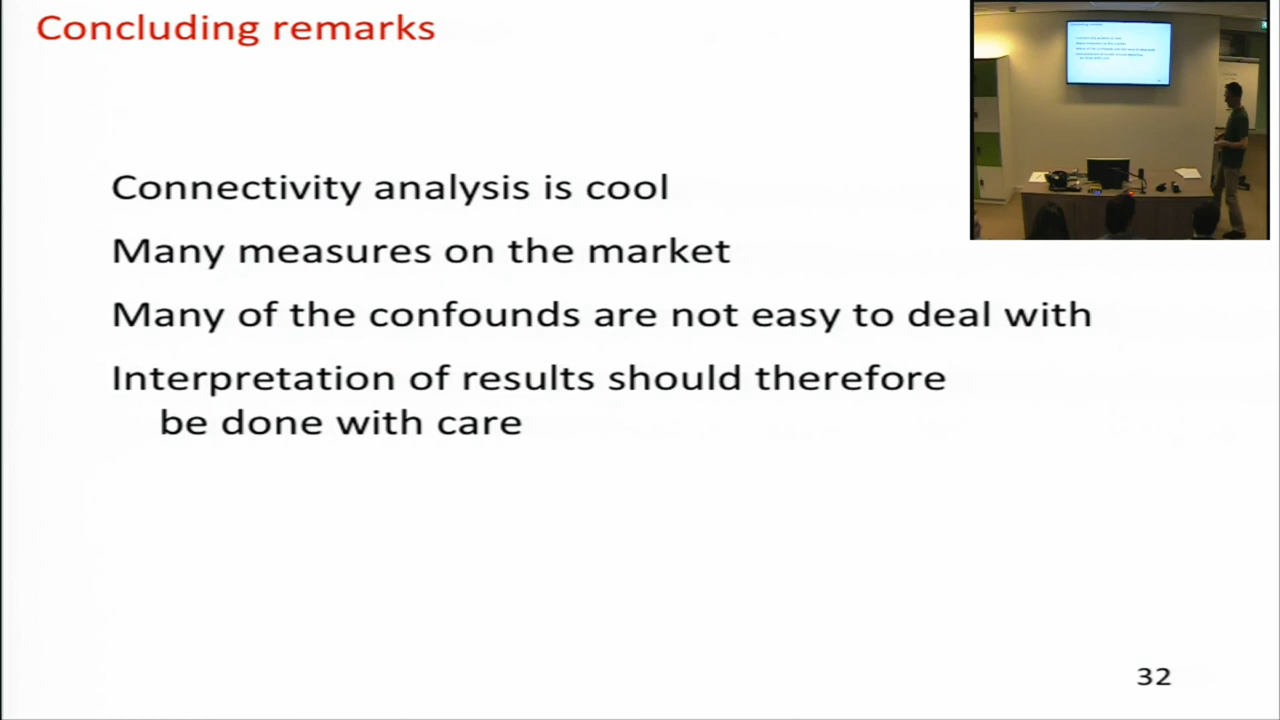 Concluding remarks
Connectivity analysis is cool
Many measures on the market
Many of the confounds are not easy to deal with
Interpretation of results should therefore
be done with care
32